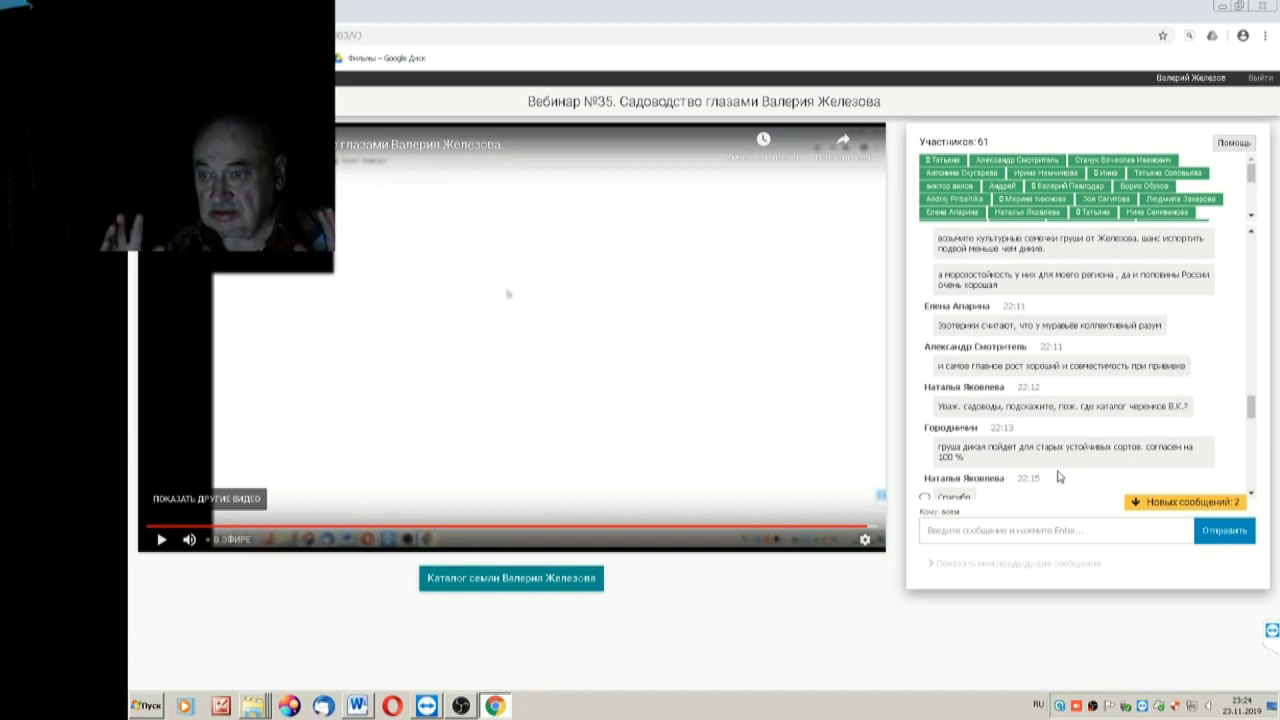 Фильмы – Google Диск
Валерий Железов
Выйти
Вебинар №35. Садоводство глазами Валерия Железова
глазами Валерия Железова.
ПОКАЗАТЬ ДРУГИЕ ВИДЕО
В ЭФИРЕ
Каталог семян Валерия Железова
Участников: 61
Помощь
Татьяна Александр Смотритель Стачук Вячеслав Иванович
Антонина Окугарева Ирина Немчинова Инна Татьяна Соловьева
Андрей Валерий Павлодар Борис Обухов
Andrej Pribaltika Марина тихонова Зоя Сагитова Людмила Захарова
Елена Апарина Наталья Яковлева Татьяна Нина Селиванова
возьмите культурные семечки груши от Железова. шанс испортить
подвой меньше чем дикие.
а морозостойкость у них для моего региона , да и половины России
очень хорошая
Елена Апарина 22:11
Эзотерики считают, что у муравьёв коллективный разум
Александр Смотритель 22:11
и самое главное рост хороший и совместимость при прививке
Наталья Яковлева 22:12
Уваж. садоводы, подскажите, пож. где каталог черенков В.К.?
Городничин 22:13
груша дикая пойдет для старых устойчивых сортов. согласен на
100 %
Наталья Яковлева 22:15
Спасибо
Новых сообщений: 2
Кому: всем
Введите сообщение и нажмите Enter...
Отправить
Показать мои предыдущие сообщения
Пуск
RU
23:24
23.11.2019